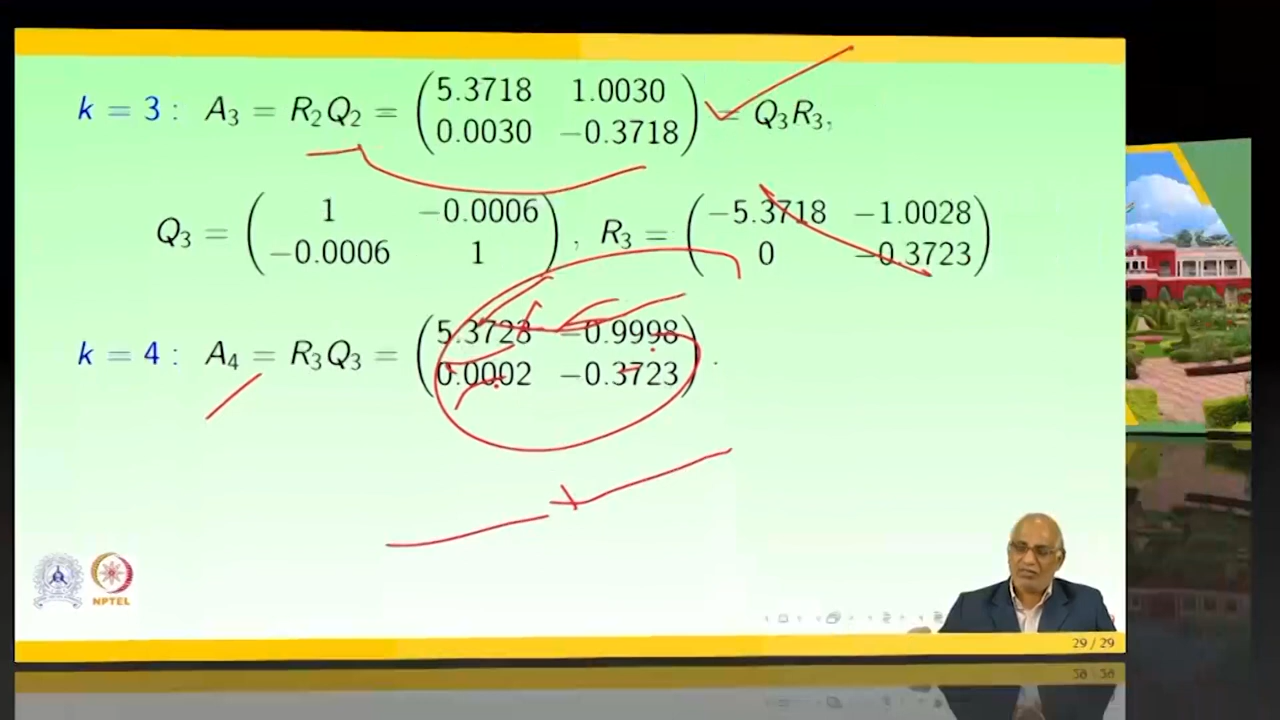 k = 3 : A₃ = R₂Q₂ = (5.3718 1.0030
0.0030 −0.3718) = Q₃R₃,
Q₃ = (1 −0.0006
−0.0006 1), R₃ = (−5.3718 −1.0028
0 −0.3723)
k = 4 : A₄ = R₃Q₃ = (5.3728 −0.9998
0.0002 −0.3723).
NPTEL
29 / 29